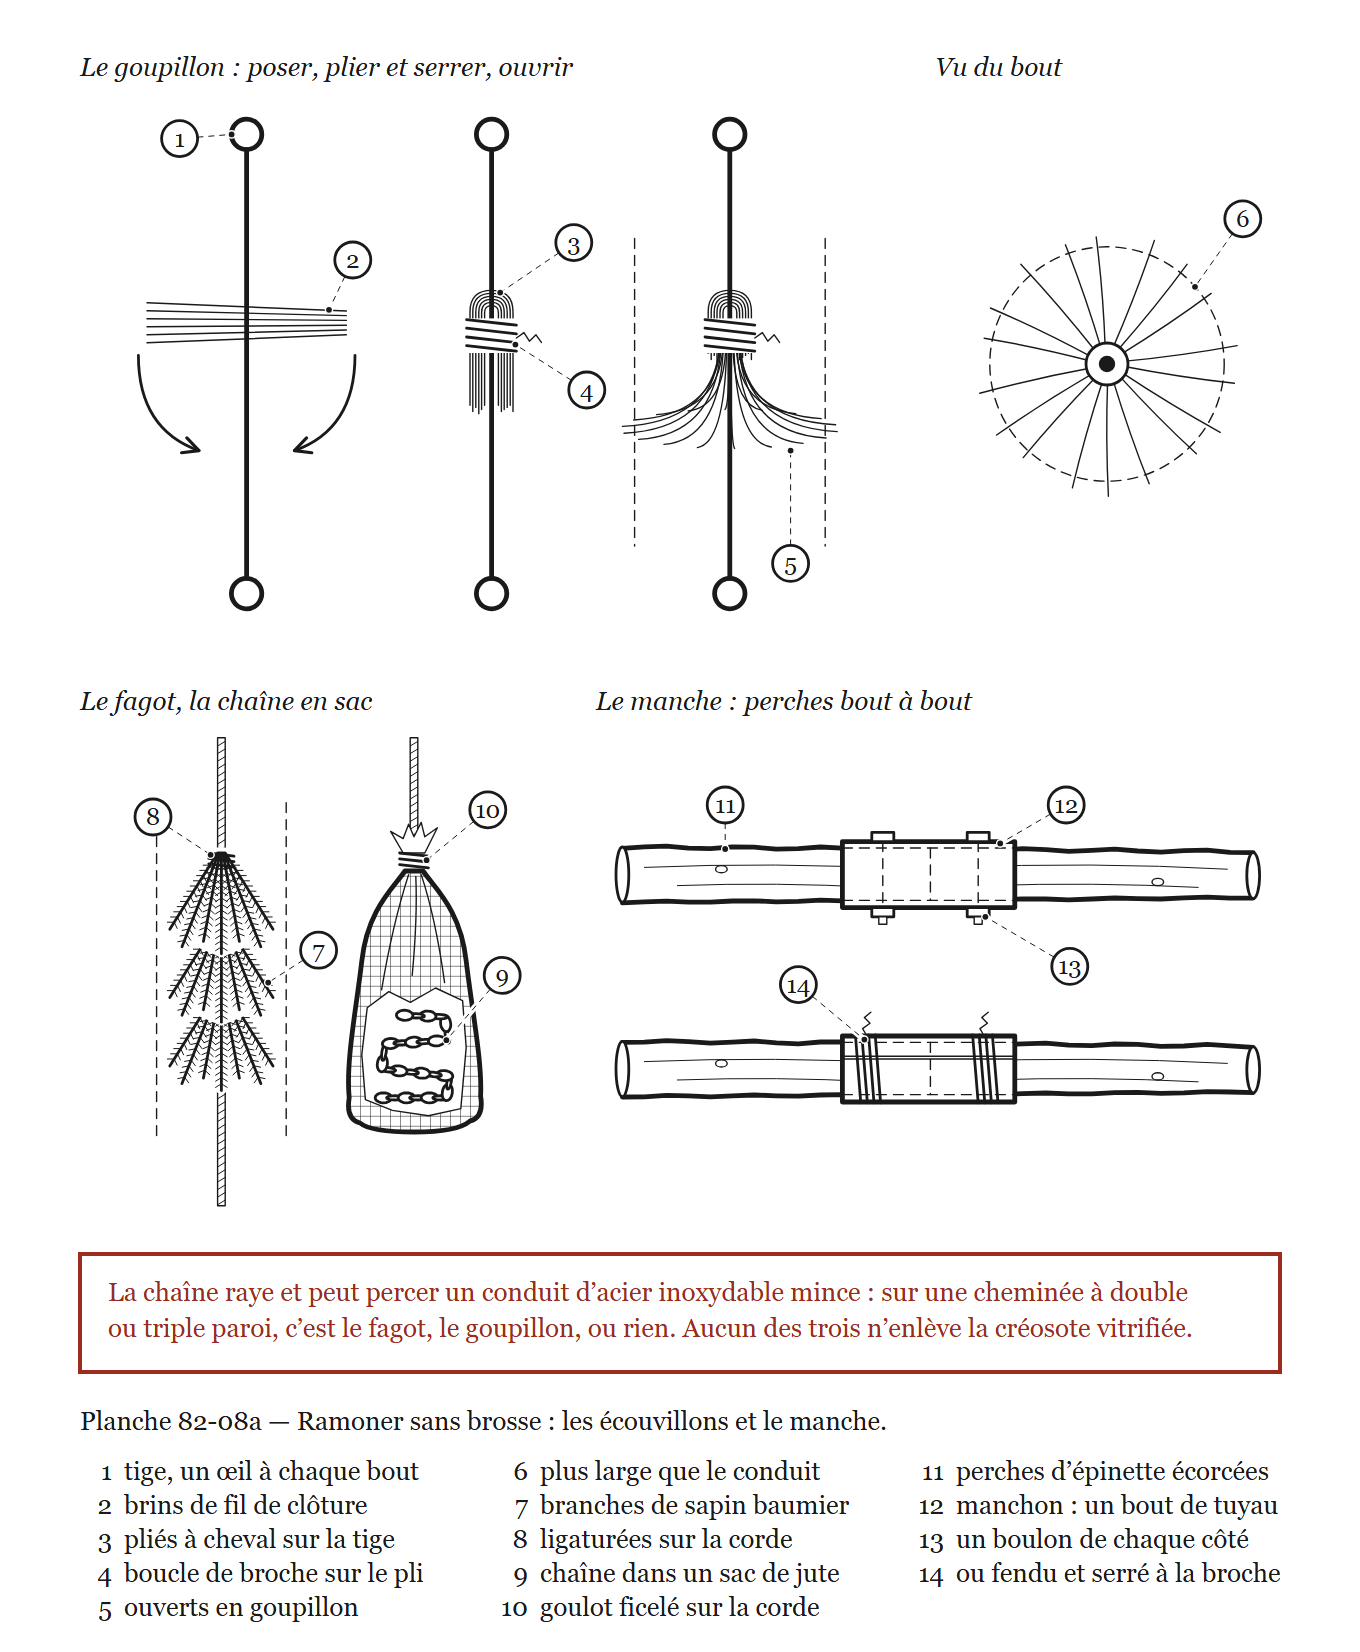 Le goupillon : poser, plier et serrer, ouvrir
Vu du bout
1
2
3
4
5
6
Le fagot, la chaîne en sac
Le manche : perches bout à bout
8
7
10
9
11
12
13
14
La chaîne raye et peut percer un conduit d’acier inoxydable mince : sur une cheminée à double
ou triple paroi, c’est le fagot, le goupillon, ou rien. Aucun des trois n’enlève la créosote vitrifiée.
Planche 82-08a — Ramoner sans brosse : les écouvillons et le manche.
1 tige, un œil à chaque bout
2 brins de fil de clôture
3 pliés à cheval sur la tige
4 boucle de broche sur le pli
5 ouverts en goupillon
6 plus large que le conduit
7 branches de sapin baumier
8 ligaturées sur la corde
9 chaîne dans un sac de jute
10 goulot ficelé sur la corde
11 perches d’épinette écorcées
12 manchon : un bout de tuyau
13 un boulon de chaque côté
14 ou fendu et serré à la broche